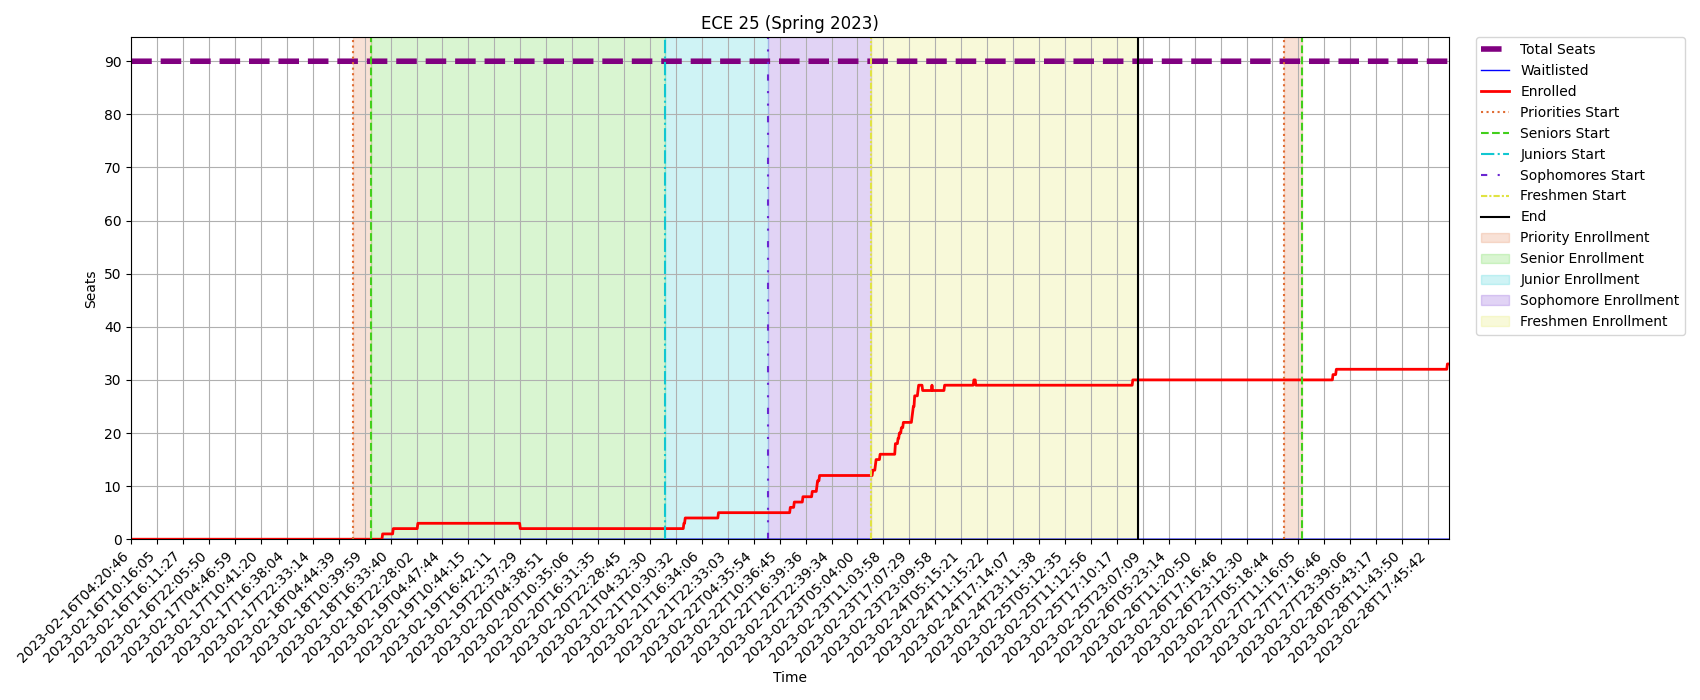 ECE 25 (Spring 2023)
Seats
90
80
70
60
50
40
30
20
10
0
2023-02-16T04:20:46
2023-02-16T10:16:05
2023-02-16T16:11:27
2023-02-16T22:05:50
2023-02-17T04:46:59
2023-02-17T10:41:20
2023-02-17T16:38:04
2023-02-17T22:33:14
2023-02-18T04:44:39
2023-02-18T10:39:59
2023-02-18T16:33:40
2023-02-18T22:28:02
2023-02-19T04:47:44
2023-02-19T10:44:15
2023-02-19T16:42:11
2023-02-19T22:37:29
2023-02-20T04:38:51
2023-02-20T10:35:06
2023-02-20T16:31:35
2023-02-20T22:28:45
2023-02-21T04:32:30
2023-02-21T10:30:32
2023-02-21T16:34:06
2023-02-21T22:33:03
2023-02-22T04:35:54
2023-02-22T10:36:45
2023-02-22T16:39:36
2023-02-22T22:39:34
2023-02-23T05:04:00
2023-02-23T11:03:58
2023-02-23T17:07:29
2023-02-23T23:09:58
2023-02-24T05:15:21
2023-02-24T11:15:22
2023-02-24T17:14:07
2023-02-24T23:11:38
2023-02-25T05:12:35
2023-02-25T11:12:56
2023-02-25T17:10:17
2023-02-25T23:07:09
2023-02-26T05:23:14
2023-02-26T11:20:50
2023-02-26T17:16:46
2023-02-26T23:12:30
2023-02-27T05:18:44
2023-02-27T11:16:05
2023-02-27T17:16:46
2023-02-27T23:39:06
2023-02-28T05:43:17
2023-02-28T11:43:50
2023-02-28T17:45:42
Time
Total Seats
Waitlisted
Enrolled
Priorities Start
Seniors Start
Juniors Start
Sophomores Start
Freshmen Start
End
Priority Enrollment
Senior Enrollment
Junior Enrollment
Sophomore Enrollment
Freshmen Enrollment